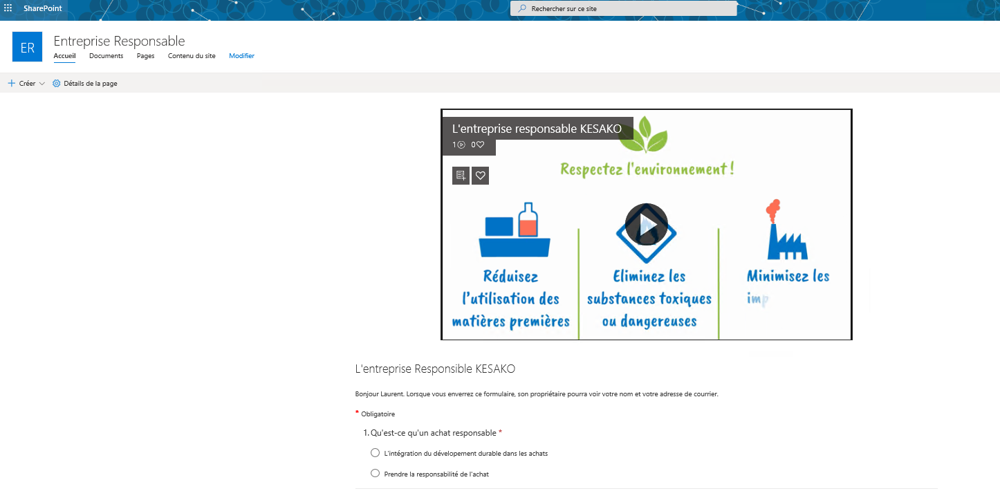 SharePoint
Rechercher sur ce site
ER
Entreprise Responsable
Accueil Documents Pages Contenu du site Modifier
Créer Détails de la page
L'entreprise responsable KESAKO
1 0
Respectez l'environnement !
Réduisez
l'utilisation des
matières premières
Eliminez les
substances toxiques
ou dangereuses
Minimisez les
imp
L'entreprise Responsible KESAKO
Bonjour Laurent. Lorsque vous enverrez ce formulaire, son propriétaire pourra voir votre nom et votre adresse de courrier.
* Obligatoire
1. Qu'est-ce qu'un achat responsable *
L'intégration du dévelopement durable dans les achats
Prendre la responsabilité de l'achat